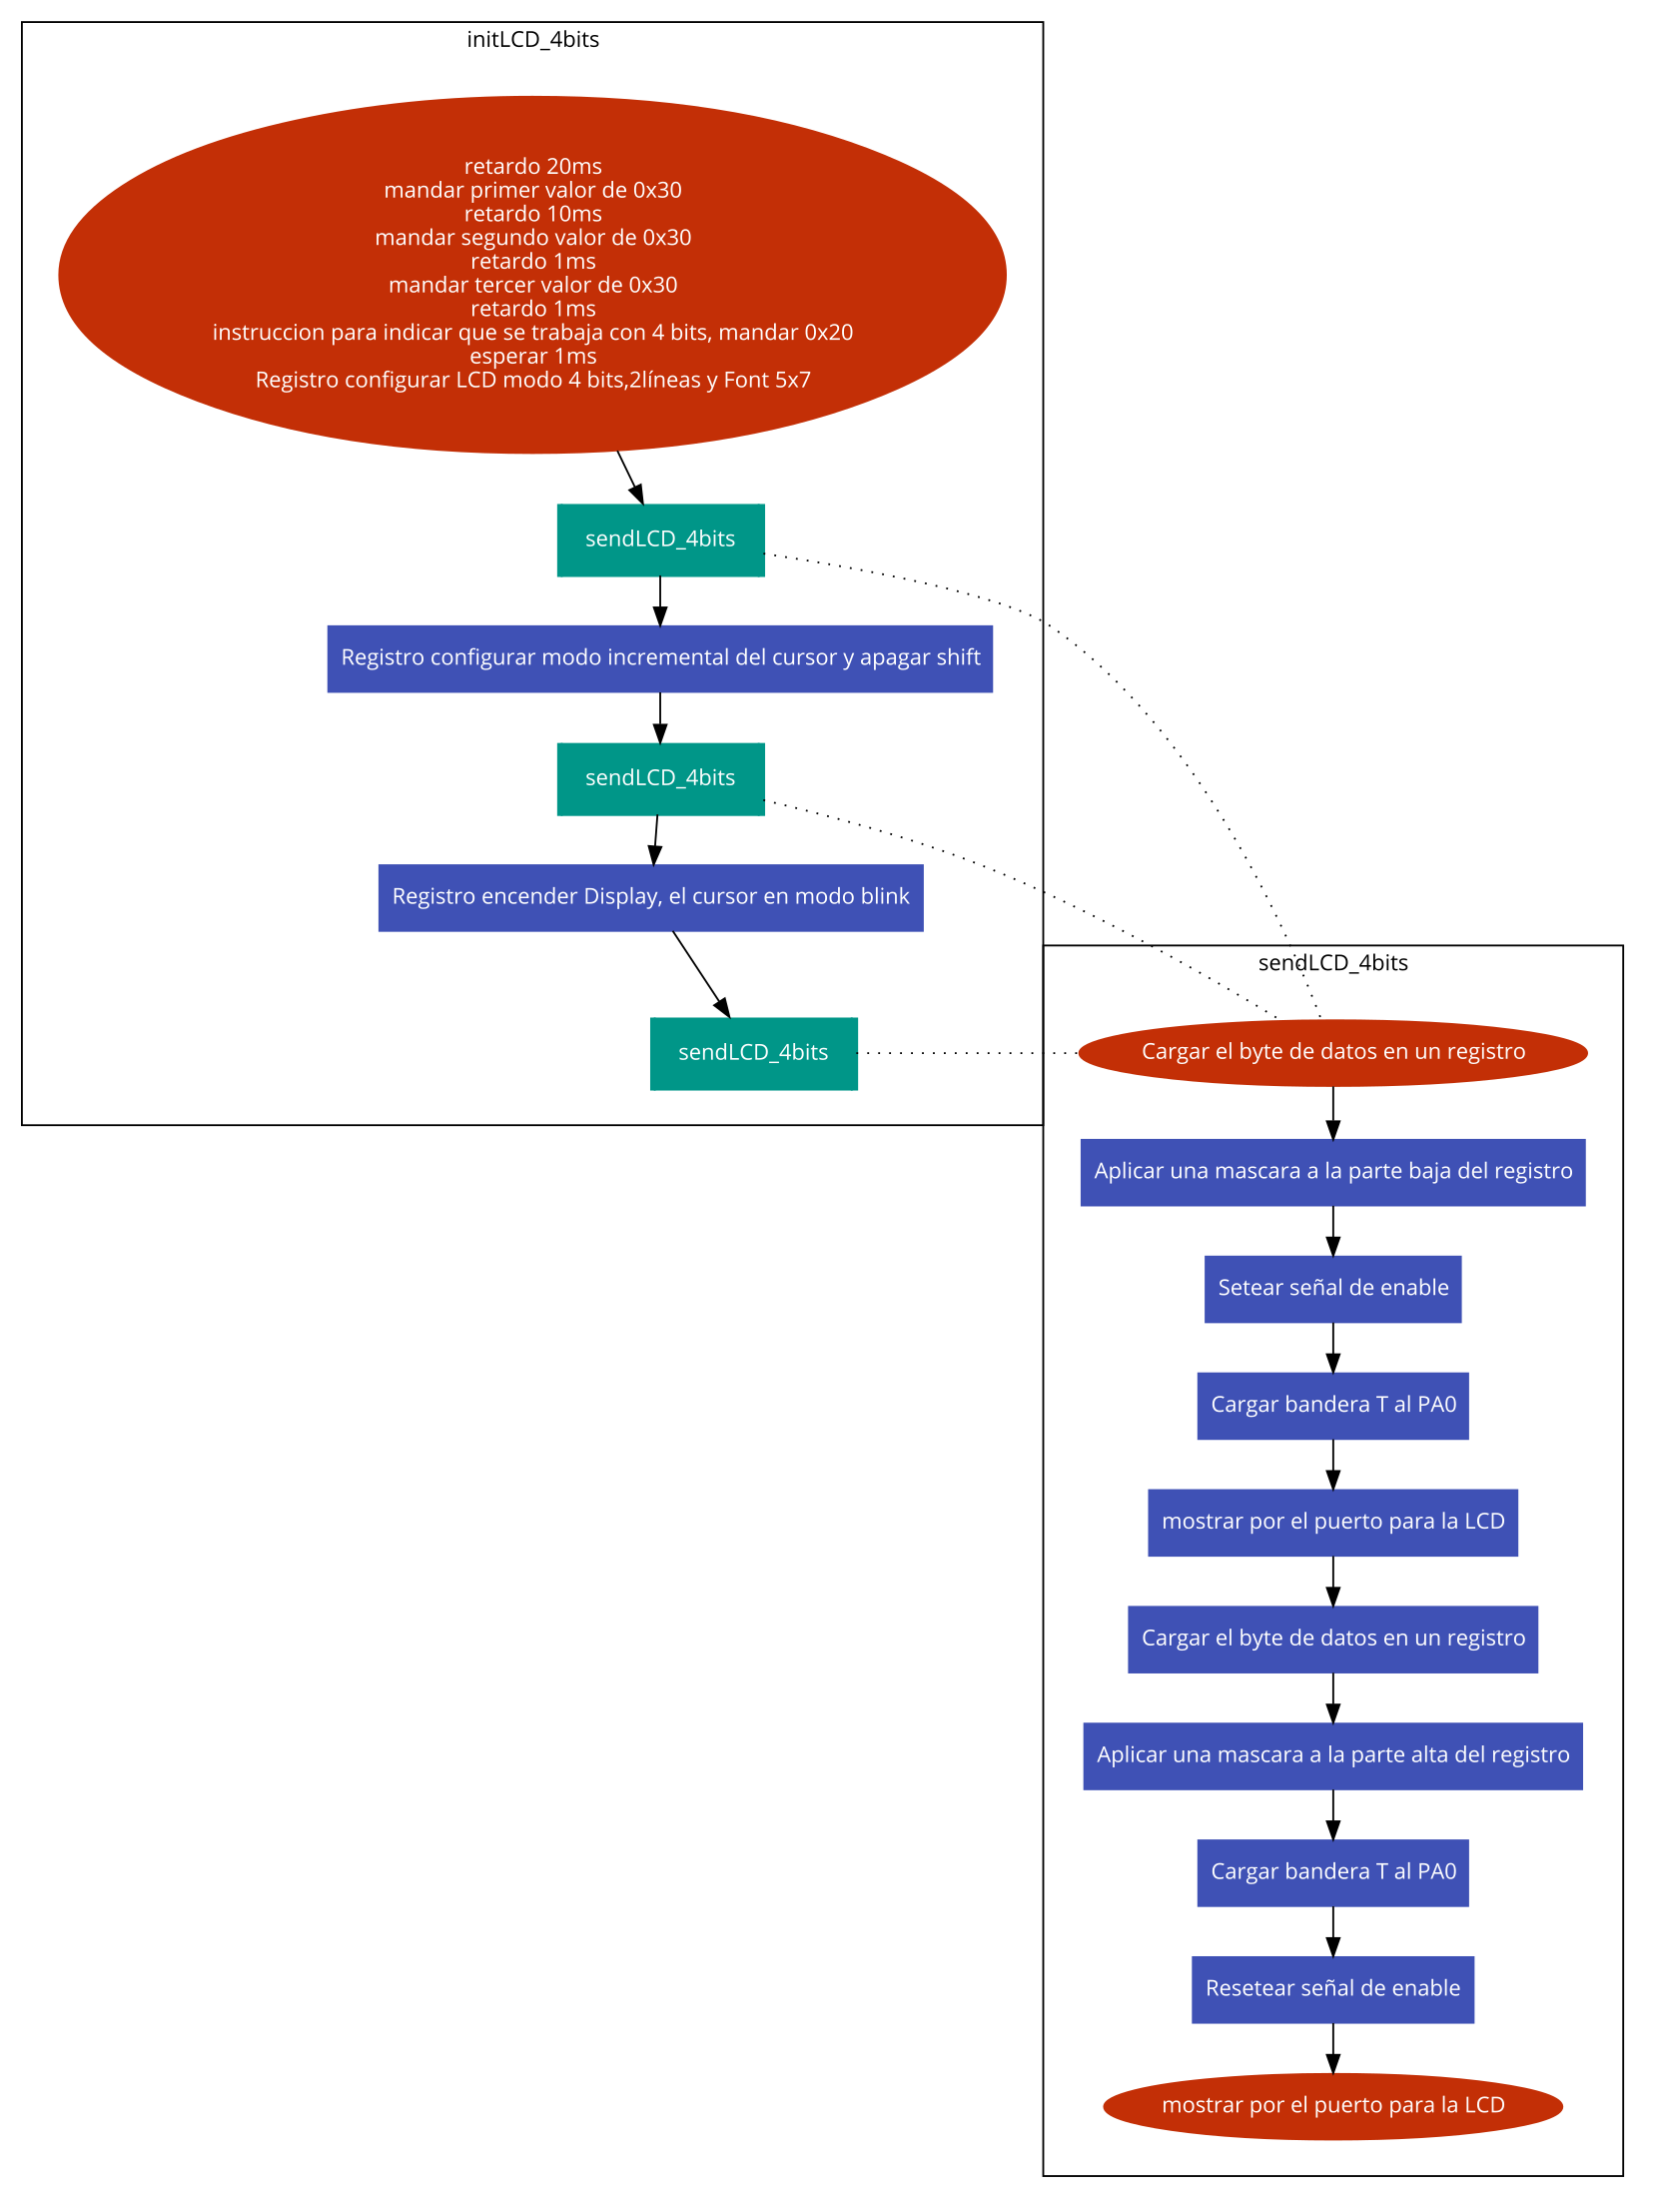 initLCD_4bits
retardo 20ms
mandar primer valor de 0x30
retardo 10ms
mandar segundo valor de 0x30
retardo 1ms
mandar tercer valor de 0x30
retardo 1ms
instruccion para indicar que se trabaja con 4 bits, mandar 0x20
esperar 1ms
Registro configurar LCD modo 4 bits,2líneas y Font 5x7
sendLCD_4bits
Registro configurar modo incremental del cursor y apagar shift
sendLCD_4bits
Registro encender Display, el cursor en modo blink
sendLCD_4bits
sendLCD_4bits
Cargar el byte de datos en un registro
Aplicar una mascara a la parte baja del registro
Setear señal de enable
Cargar bandera T al PA0
mostrar por el puerto para la LCD
Cargar el byte de datos en un registro
Aplicar una mascara a la parte alta del registro
Cargar bandera T al PA0
Resetear señal de enable
mostrar por el puerto para la LCD